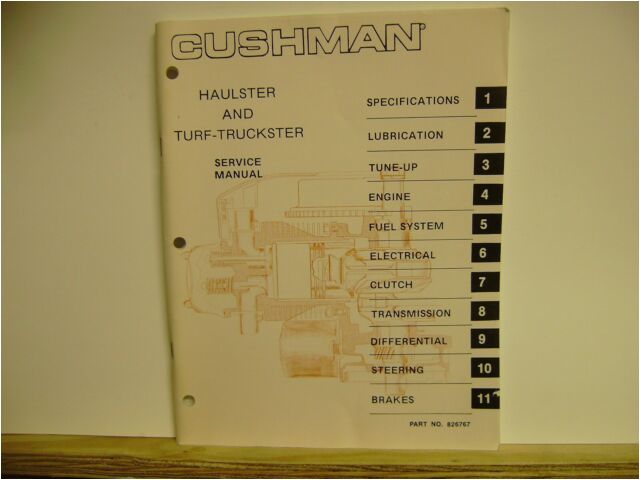 CUSHMAN®
HAULSTER
AND
TURF-TRUCKSTER
SERVICE
MANUAL
SPECIFICATIONS 1
LUBRICATION 2
TUNE-UP 3
ENGINE 4
FUEL SYSTEM 5
ELECTRICAL 6
CLUTCH 7
TRANSMISSION 8
DIFFERENTIAL 9
STEERING 10
BRAKES 11
PART NO. 826767